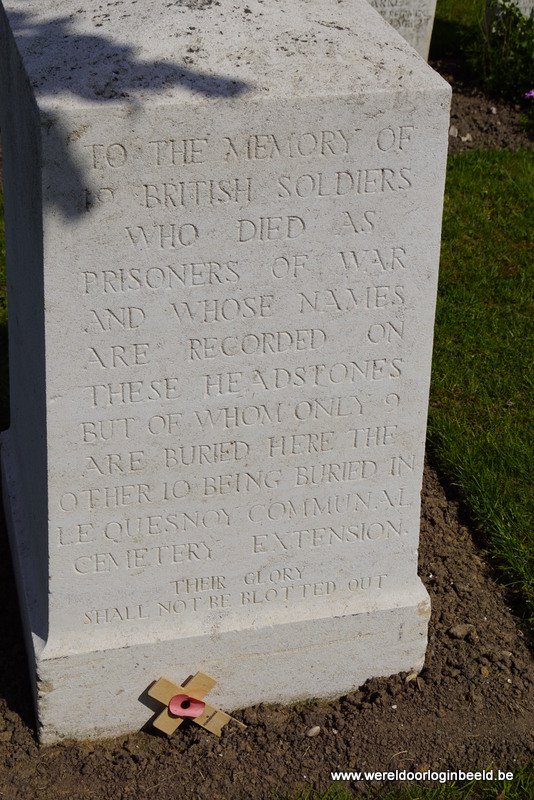 TO THE MEMORY OF
19 BRITISH SOLDIERS
WHO DIED AS
PRISONERS OF WAR
AND WHOSE NAMES
ARE RECORDED ON
THESE HEADSTONES
BUT OF WHOM ONLY 9
ARE BURIED HERE THE
OTHER 10 BEING BURIED IN
LE QUESNOY COMMUNAL
CEMETERY EXTENSION.
THEIR GLORY
SHALL NOT BE BLOTTED OUT
www.wereldoorloginbeeld.be